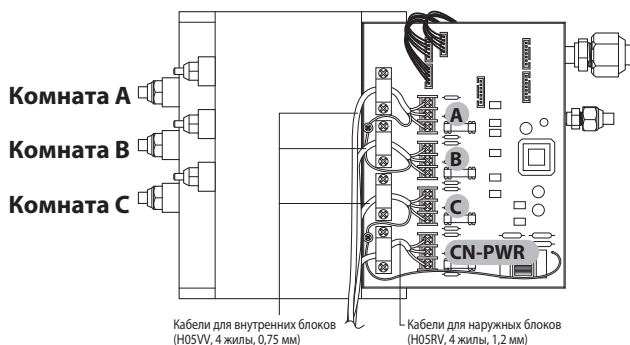 Комната A
A
Комната B
B
Комната C
C
CN-PWR
Кабели для внутренних блоков
(H05VV, 4 жилы, 0,75 мм)
Кабели для наружных блоков
(H05RV, 4 жилы, 1,2 мм)